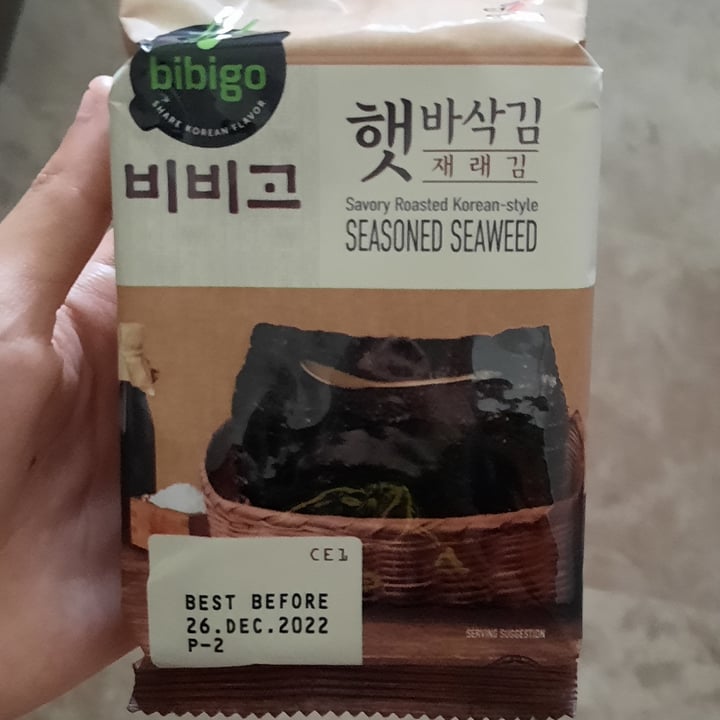 bibigo
SHARE KOREAN FLAVOR
비비고
햇바삭김
재래김
Savory Roasted Korean-style
SEASONED SEAWEED
CE1
BEST BEFORE
26.DEC.2022
P-2
SERVING SUGGESTION